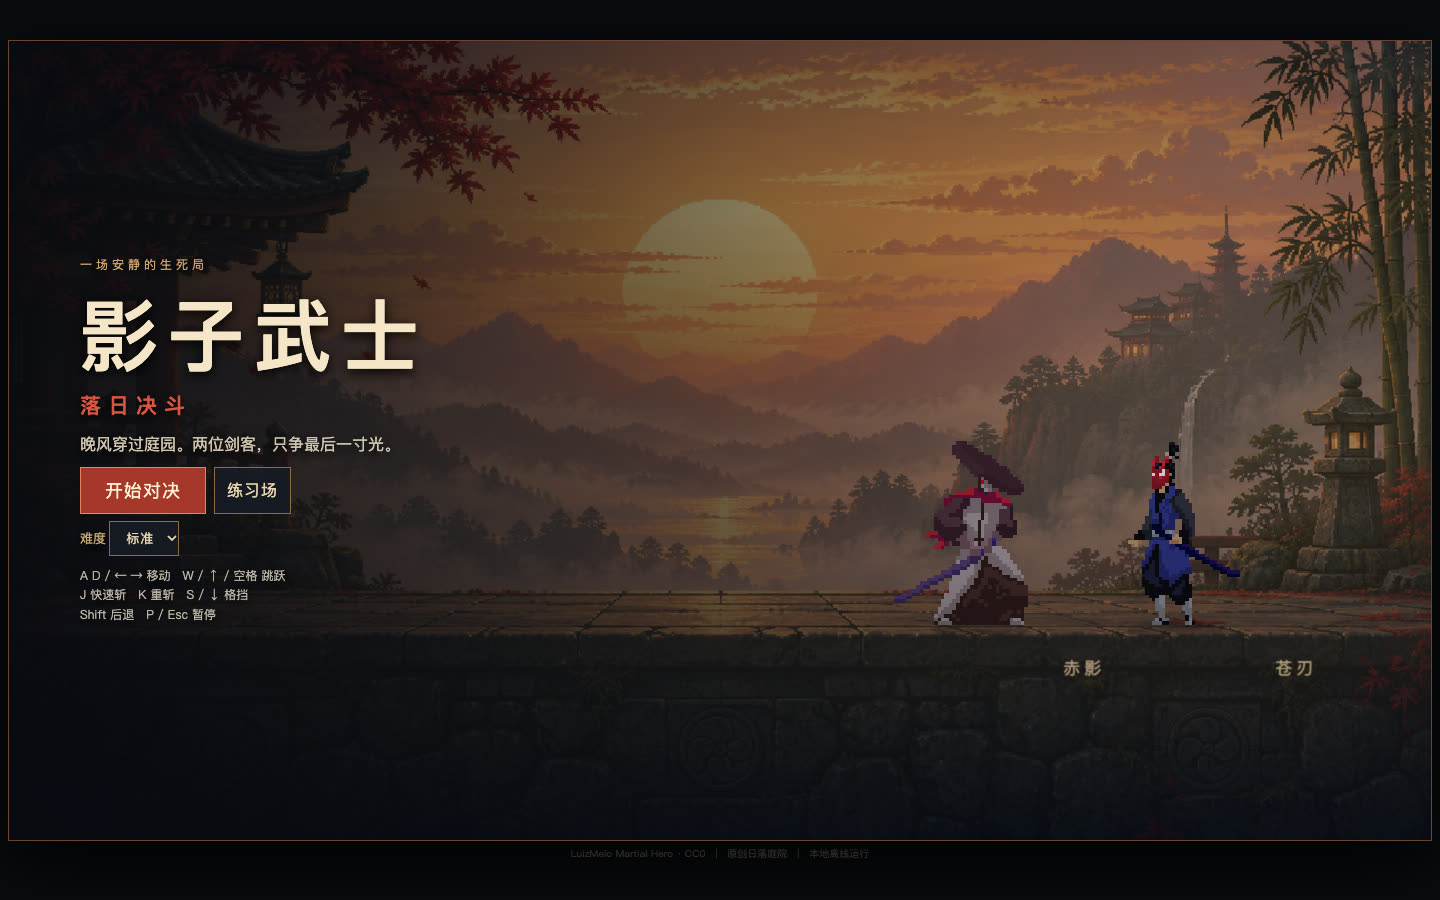 一场安静的生死局
影子武士
落日决斗
晚风穿过庭园。两位剑客，只争最后一寸光。
开始对决 练习场
难度 标准
A D / ← → 移动 W / ↑ / 空格 跳跃
J 快速斩 K 重斩 S / ↓ 格挡
Shift 后退 P / Esc 暂停
赤影 苍刃
LuizMelo Martial Hero · CC0 | 原创日落庭院 | 本地离线运行